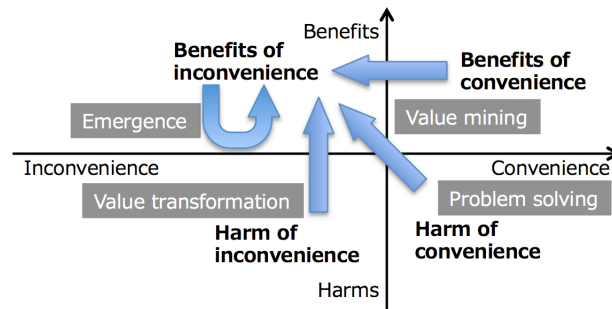 Benefits
Benefits of
inconvenience
Benefits of
convenience
Emergence
Value mining
Inconvenience
Convenience
Value transformation
Problem solving
Harm of
inconvenience
Harm of
convenience
Harms